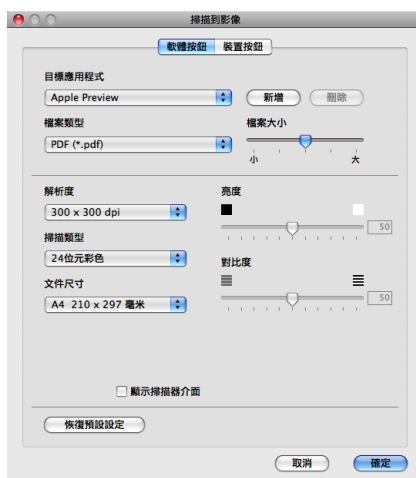 掃描到影像
軟體按鈕 裝置按鈕
目標應用程式
Apple Preview 新增 刪除
檔案類型 檔案大小
PDF (*.pdf)
小 大
解析度 亮度
300 x 300 dpi
50
掃描類型
24位元彩色 對比度
文件尺寸
A4 210 x 297 毫米 50
顯示掃描器介面
恢復預設設定
取消 確定